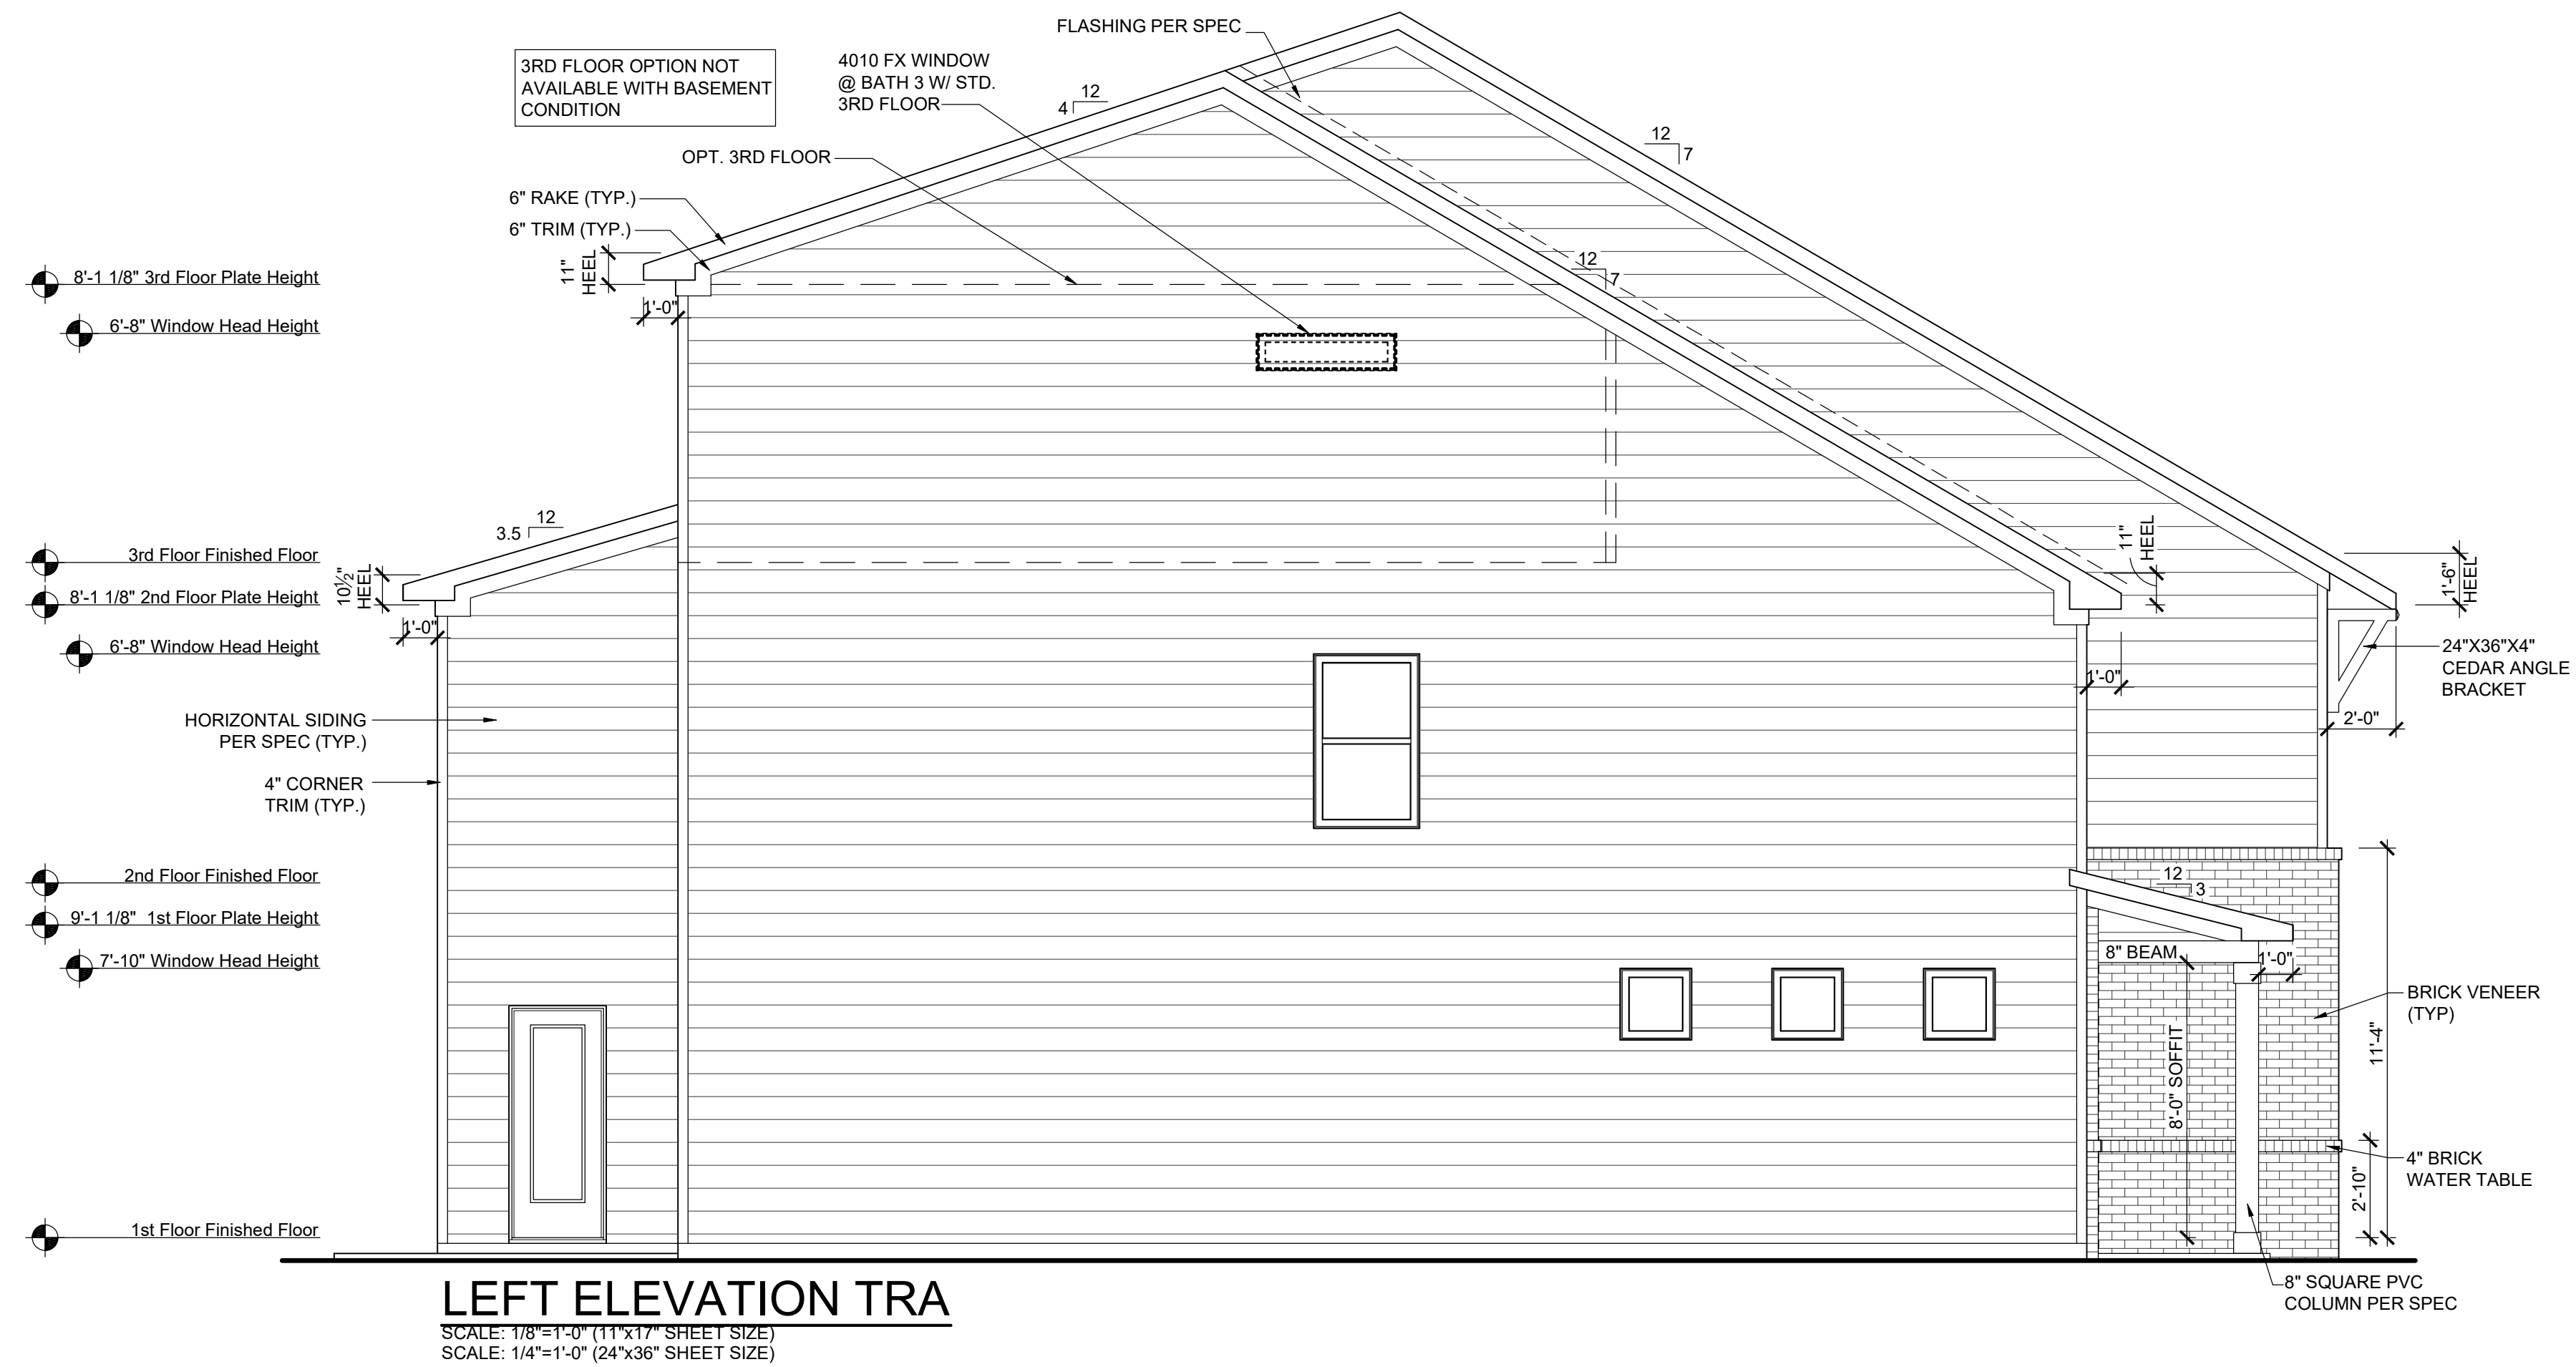 FLASHING PER SPEC
3RD FLOOR OPTION NOT
AVAILABLE WITH BASEMENT
CONDITION
4010 FX WINDOW
@ BATH 3 W/ STD.
3RD FLOOR
12
4
12
7
OPT. 3RD FLOOR
6" RAKE (TYP.)
6" TRIM (TYP.)
11"
HEEL
1'-0"
12
7
8'-1 1/8" 3rd Floor Plate Height
6'-8" Window Head Height
12
3.5
10½"
HEEL
1'-0"
3rd Floor Finished Floor
8'-1 1/8" 2nd Floor Plate Height
6'-8" Window Head Height
11"
HEEL
1'-6"
HEEL
24"X36"X4"
CEDAR ANGLE
BRACKET
1'-0"
2'-0"
HORIZONTAL SIDING
PER SPEC (TYP.)
4" CORNER
TRIM (TYP.)
2nd Floor Finished Floor
9'-1 1/8" 1st Floor Plate Height
7'-10" Window Head Height
12
3
8" BEAM
1'-0"
BRICK VENEER
(TYP)
11'-4"
8'-0" SOFFIT
4" BRICK
WATER TABLE
2'-10"
1st Floor Finished Floor
8" SQUARE PVC
COLUMN PER SPEC
LEFT ELEVATION TRA
SCALE: 1/8"=1'-0" (11"x17" SHEET SIZE)
SCALE: 1/4"=1'-0" (24"x36" SHEET SIZE)